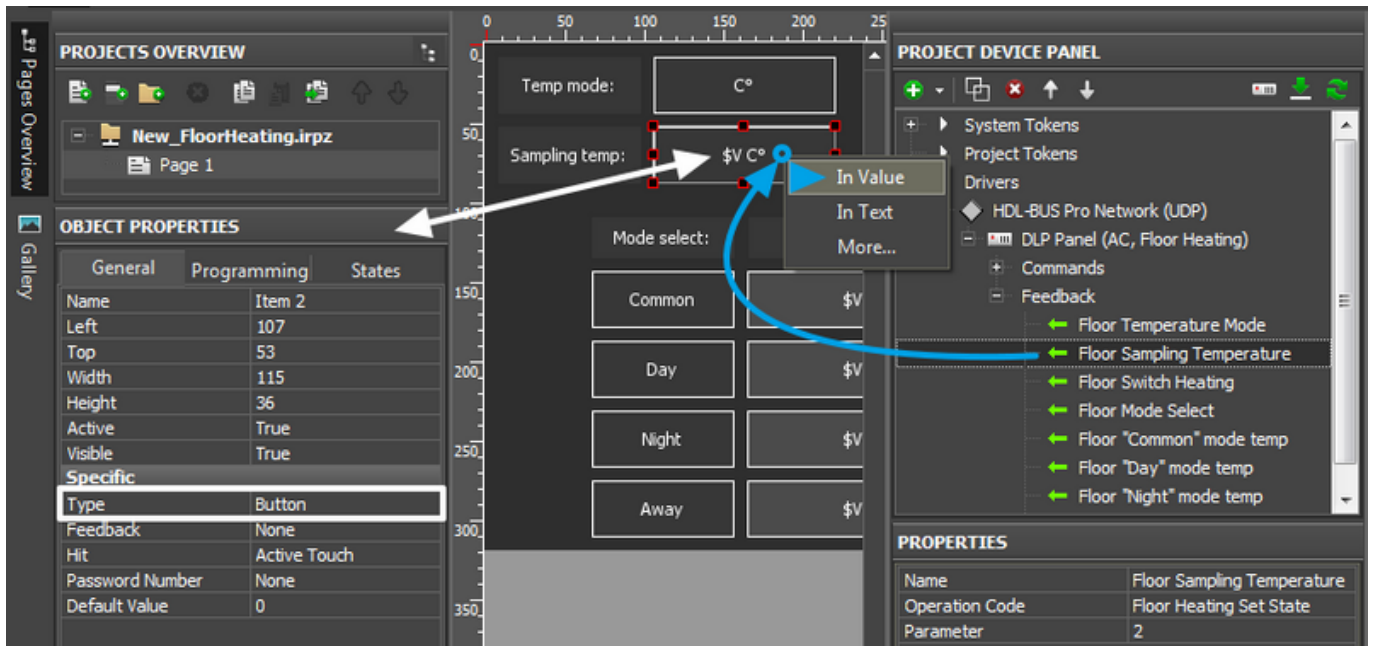 Pages Overview
Gallery
PROJECTS OVERVIEW
New_FloorHeating.irpz
Page 1
OBJECT PROPERTIES
General Programming States
Name Item 2
Left 107
Top 53
Width 115
Height 36
Active True
Visible True
Specific
Type Button
Feedback None
Hit Active Touch
Password Number None
Default Value 0
0 50 100 150 200 25
0
50
100
150
200
250
300
350
Temp mode: C°
Sampling temp: $V C°
In Value
In Text
More...
Mode select:
Common $V
Day $V
Night $V
Away $V
PROJECT DEVICE PANEL
System Tokens
Project Tokens
Drivers
HDL-BUS Pro Network (UDP)
DLP Panel (AC, Floor Heating)
Commands
Feedback
Floor Temperature Mode
Floor Sampling Temperature
Floor Switch Heating
Floor Mode Select
Floor "Common" mode temp
Floor "Day" mode temp
Floor "Night" mode temp
PROPERTIES
Name Floor Sampling Temperature
Operation Code Floor Heating Set State
Parameter 2